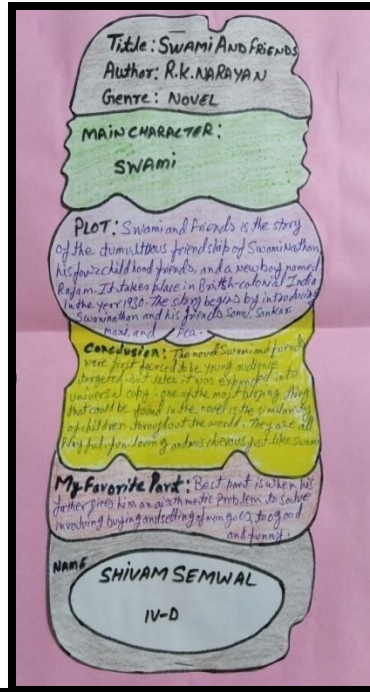 Title: SWAMI AND FRIENDS
Author: R.K. NARAYAN
Genre: NOVEL
MAIN CHARACTER:
SWAMI
PLOT: Swami and friends is the story
of the tumultuous friendship of Swaminathan
his four childhood friends, and a new boy named
Rajam. It takes place in British-colonial India
in the year 1930. The story begins by introducing
Swaminathan and his friends Somu, Sankar
Mani, and Pea.
Conclusion: The novel Swami and friends
were first focused to be young audience
targeted but later it was expanded into
universal copy. one of the most thing
that could be found in the novel is the similarities
of children throughout the world. They are all
Playful, fun-loving and mischievous just like swami
My Favorite Part: Best part is when his
father gives him an arithmetic Problem to solve
involving buying and selling of mangoes, too good
and funny.
NAME
SHIVAM SEMWAL
IV-D